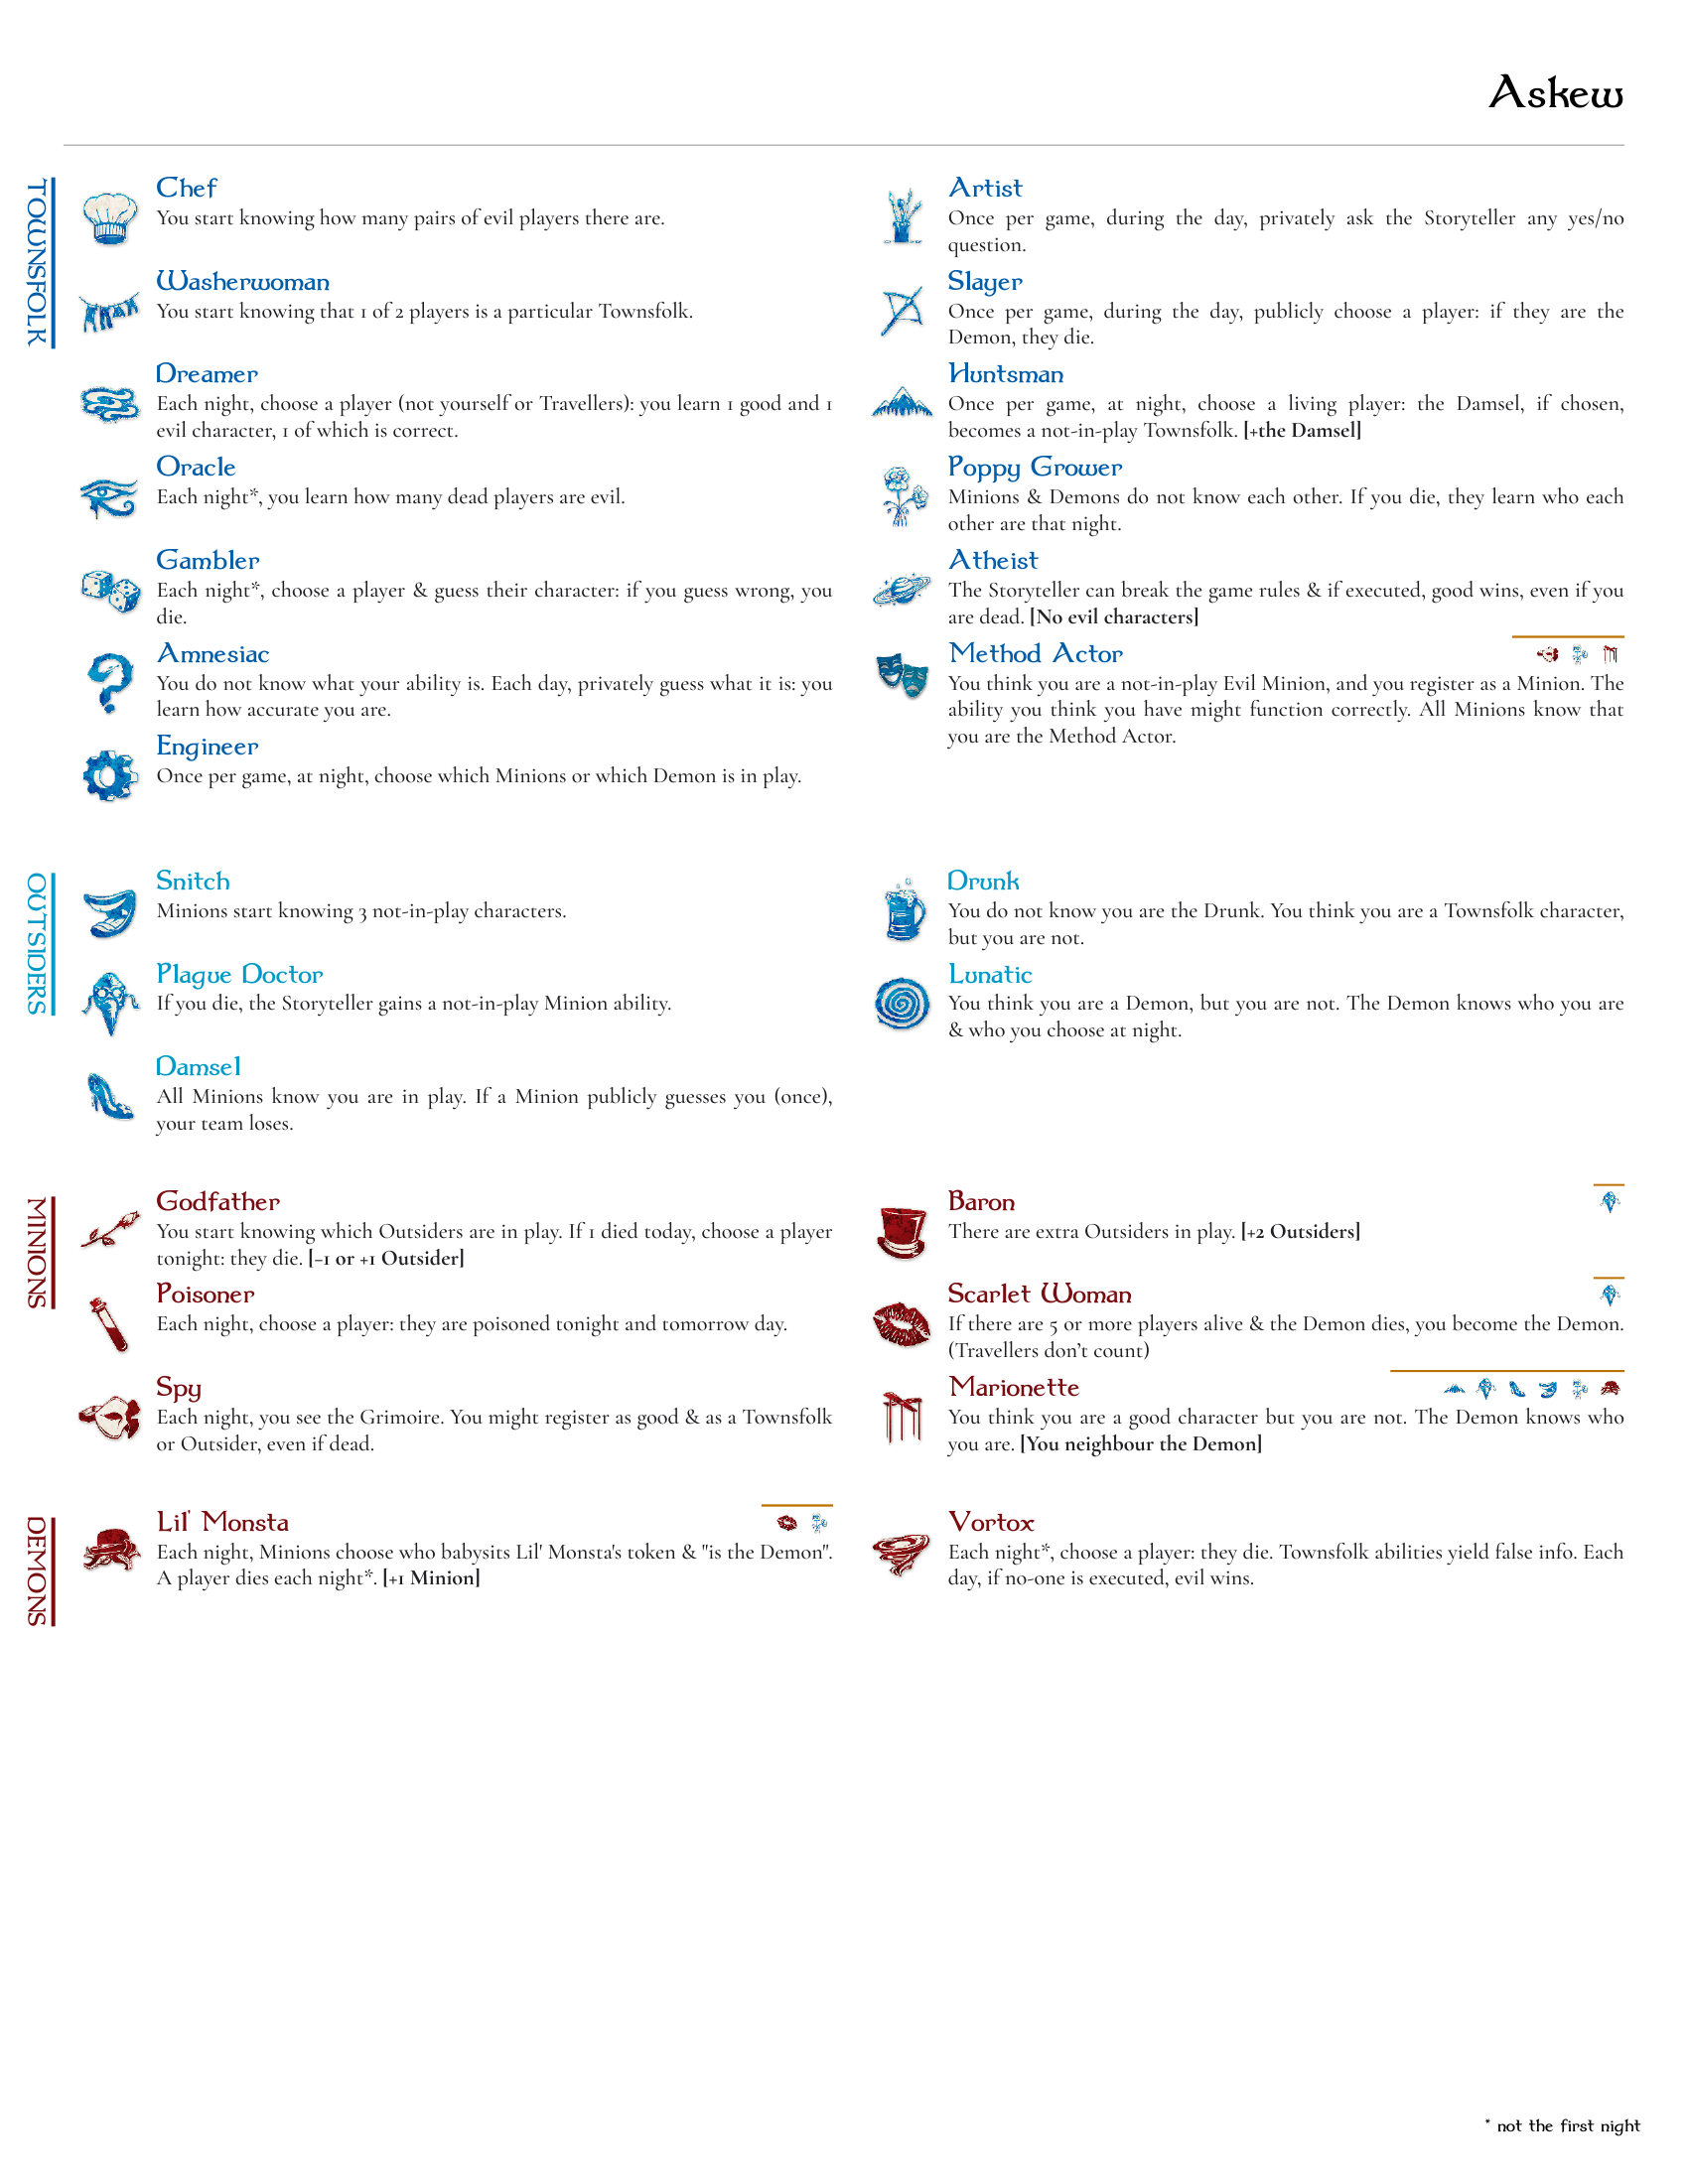 Askew
TOWNSFOLK
Chef
You start knowing how many pairs of evil players there are.
Washerwoman
You start knowing that 1 of 2 players is a particular Townsfolk.
Dreamer
Each night, choose a player (not yourself or Travellers): you learn 1 good and 1
evil character, 1 of which is correct.
Oracle
Each night*, you learn how many dead players are evil.
Gambler
Each night*, choose a player & guess their character: if you guess wrong, you
die.
Amnesiac
You do not know what your ability is. Each day, privately guess what it is: you
learn how accurate you are.
Engineer
Once per game, at night, choose which Minions or which Demon is in play.
Artist
Once per game, during the day, privately ask the Storyteller any yes/no
question.
Slayer
Once per game, during the day, publicly choose a player: if they are the
Demon, they die.
Huntsman
Once per game, at night, choose a living player: the Damsel, if chosen,
becomes a not-in-play Townsfolk. [+the Damsel]
Poppy Grower
Minions & Demons do not know each other. If you die, they learn who each
other are that night.
Atheist
The Storyteller can break the game rules & if executed, good wins, even if you
are dead. [No evil characters]
Method Actor
You think you are a not-in-play Evil Minion, and you register as a Minion. The
ability you think you have might function correctly. All Minions know that
you are the Method Actor.
OUTSIDERS
Snitch
Minions start knowing 3 not-in-play characters.
Plague Doctor
If you die, the Storyteller gains a not-in-play Minion ability.
Damsel
All Minions know you are in play. If a Minion publicly guesses you (once),
your team loses.
Drunk
You do not know you are the Drunk. You think you are a Townsfolk character,
but you are not.
Lunatic
You think you are a Demon, but you are not. The Demon knows who you are
& who you choose at night.
MINIONS
Godfather
You start knowing which Outsiders are in play. If 1 died today, choose a player
tonight: they die. [−1 or +1 Outsider]
Poisoner
Each night, choose a player: they are poisoned tonight and tomorrow day.
Spy
Each night, you see the Grimoire. You might register as good & as a Townsfolk
or Outsider, even if dead.
Baron
There are extra Outsiders in play. [+2 Outsiders]
Scarlet Woman
If there are 5 or more players alive & the Demon dies, you become the Demon.
(Travellers don't count)
Marionette
You think you are a good character but you are not. The Demon knows who
you are. [You neighbour the Demon]
DEMONS
Lil' Monsta
Each night, Minions choose who babysits Lil' Monsta's token & "is the Demon".
A player dies each night*. [+1 Minion]
Vortox
Each night*, choose a player: they die. Townsfolk abilities yield false info. Each
day, if no-one is executed, evil wins.
* not the first night